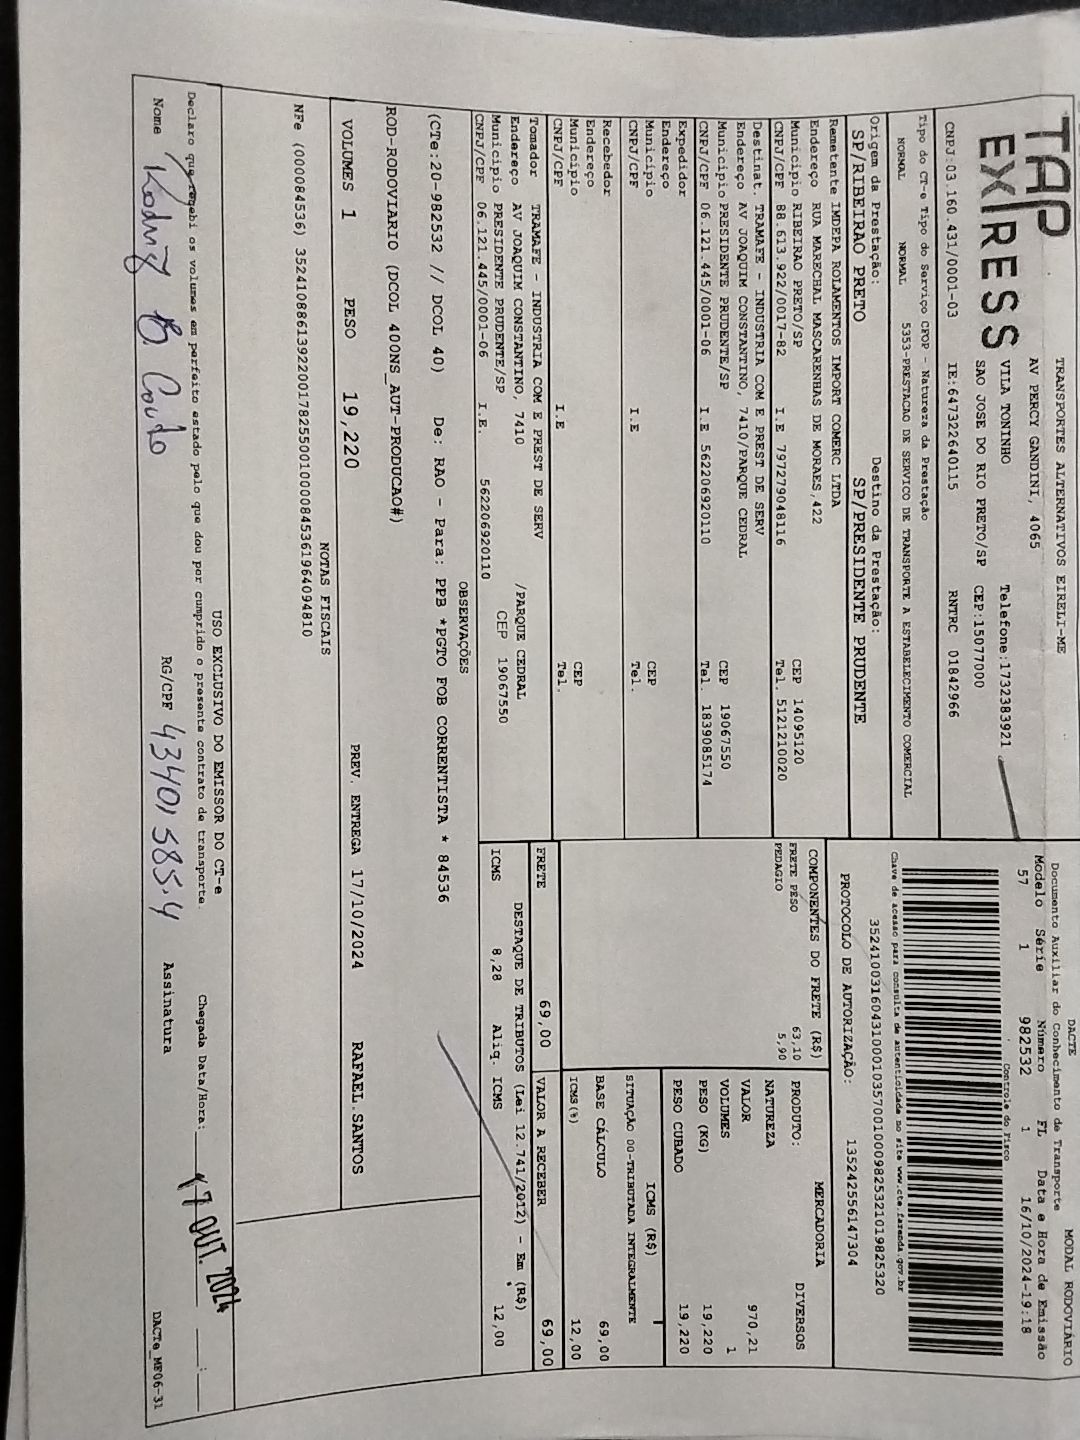 TAP
EXPRESS
TRANSPORTES ALTERNATIVOS EIRELI-ME
AV PERCY GANDINI, 4065
VILA TONINHO Telefone:1732383921
SAO JOSE DO RIO PRETO/SP CEP:15077000
CNPJ:03.160.431/0001-03 IE:647322640115 RNTRC 01842966
DACTE MODAL RODOVIÁRIO
Documento Auxiliar do Conhecimento de Transporte
Modelo Série Número FL Data e Hora de Emissão
57 1 982532 1 16/10/2024-19:18
Controle do Fisco
Chave de acesso para consulta de autenticidade no site www.cte.fazenda.gov.br
35241003160431000103570010009825321019825320
PROTOCOLO DE AUTORIZAÇÃO: 135242556147304
Tipo do CT-e Tipo do Serviço CFOP - Natureza da Prestação
NORMAL NORMAL 5353-PRESTACAO DE SERVICO DE TRANSPORTE A ESTABELECIMENTO COMERCIAL
Origem da Prestação: Destino da Prestação:
SP/RIBEIRAO PRETO SP/PRESIDENTE PRUDENTE
Remetente IMDEPA ROLAMENTOS IMPORT COMERC LTDA
Endereço RUA MARECHAL MASCARENHAS DE MORAES,422
Município RIBEIRAO PRETO/SP CEP 14095120
CNPJ/CPF 88.613.922/0017-82 I.E 797279048116 Tel. 5121210020
Destinat. TRAMAFE - INDUSTRIA COM E PREST DE SERV
Endereço AV JOAQUIM CONSTANTINO, 7410/PARQUE CEDRAL
Município PRESIDENTE PRUDENTE/SP CEP 19067550
CNPJ/CPF 06.121.445/0001-06 I.E 562206920110 Tel. 1839085174
Expedidor
Endereço
Município CEP
CNPJ/CPF I.E Tel.
Recebedor
Endereço
Município CEP
CNPJ/CPF I.E Tel.
Tomador TRAMAFE - INDUSTRIA COM E PREST DE SERV
Endereço AV JOAQUIM CONSTANTINO, 7410 /PARQUE CEDRAL
Município PRESIDENTE PRUDENTE/SP CEP 19067550
CNPJ/CPF 06.121.445/0001-06 I.E. 562206920110
COMPONENTES DO FRETE (R$)
FRETE PESO 63,10
PEDAGIO 5,90
MERCADORIA
PRODUTO: DIVERSOS
NATUREZA
VALOR 970,21
VOLUMES 1
PESO (KG) 19,220
PESO CUBADO 19,220
ICMS (R$)
SITUAÇÃO 00-TRIBUTADA INTEGRALMENTE
BASE CÁLCULO 69,00
ICMS(%) 12,00
FRETE 69,00 VALOR A RECEBER 69,00
DESTAQUE DE TRIBUTOS (Lei 12.741/2012) - Em (R$)
ICMS 8,28 Aliq. ICMS 12,00
OBSERVAÇÕES
(CTe:20-982532 // DCOL 40) De: RAO - Para: PPB *PGTO FOB CORRENTISTA * 84536
ROD-RODOVIARIO (DCOL 400NS_AUT-PRODUCAO#)
VOLUMES 1 PESO 19,220 PREV. ENTREGA 17/10/2024 RAFAEL.SANTOS
NOTAS FISCAIS
NFe (000084536) 35241088613922001782550010000845361964094810
USO EXCLUSIVO DO EMISSOR DO CT-e
Declaro que recebi os volumes em perfeito estado pelo que dou por cumprido o presente contrato de transporte. Chegada Data/Hora: 17 OUT. 2024
Nome Rodrig B. Couto RG/CPF 43401585.4 Assinatura
DACTe_MF06-31